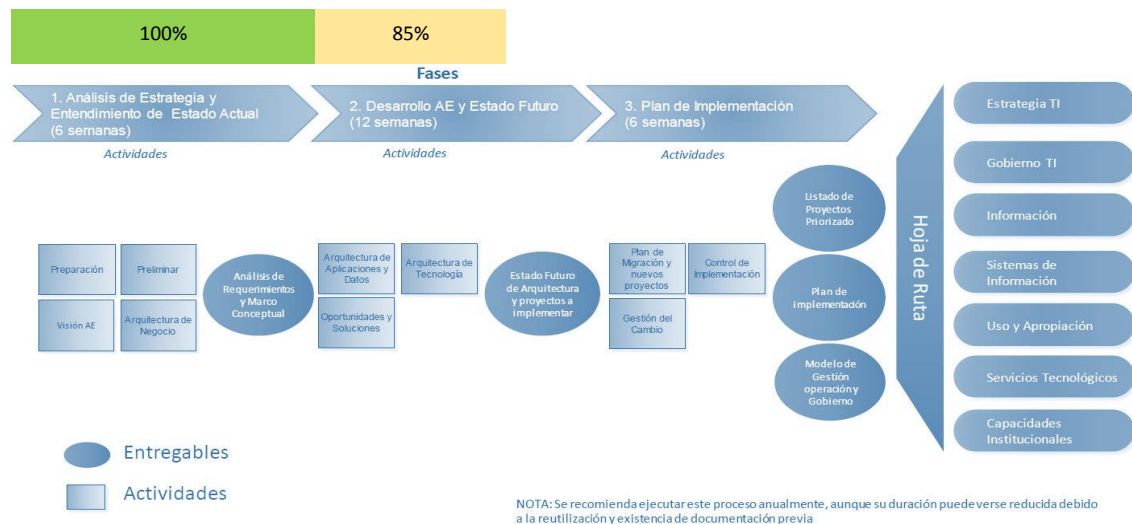 100%
85%
Fases
1. Análisis de Estrategia y
Entendimiento de Estado Actual
(6 semanas)
2. Desarrollo AE y Estado Futuro
(12 semanas)
3. Plan de Implementación
(6 semanas)
Actividades
Actividades
Actividades
Preparación
Preliminar
Visión AE
Arquitectura de
Negocio
Análisis de
Requerimientos
y Marco
Conceptual
Arquitectura de
Aplicaciones y
Datos
Arquitectura de
Tecnología
Oportunidades y
Soluciones
Estado Futuro
de Arquitectura
y proyectos a
implementar
Plan de
Migración y
nuevos
proyectos
Control de
Implementación
Gestión del
Cambio
Listado de
Proyectos
Priorizado
Plan de
implementación
Modelo de
Gestión
operación y
Gobierno
Hoja de Ruta
Estrategia TI
Gobierno TI
Información
Sistemas de
Información
Uso y Apropiación
Servicios Tecnológicos
Capacidades
Institucionales
Entregables
Actividades
NOTA: Se recomienda ejecutar este proceso anualmente, aunque su duración puede verse reducida debido
a la reutilización y existencia de documentación previa